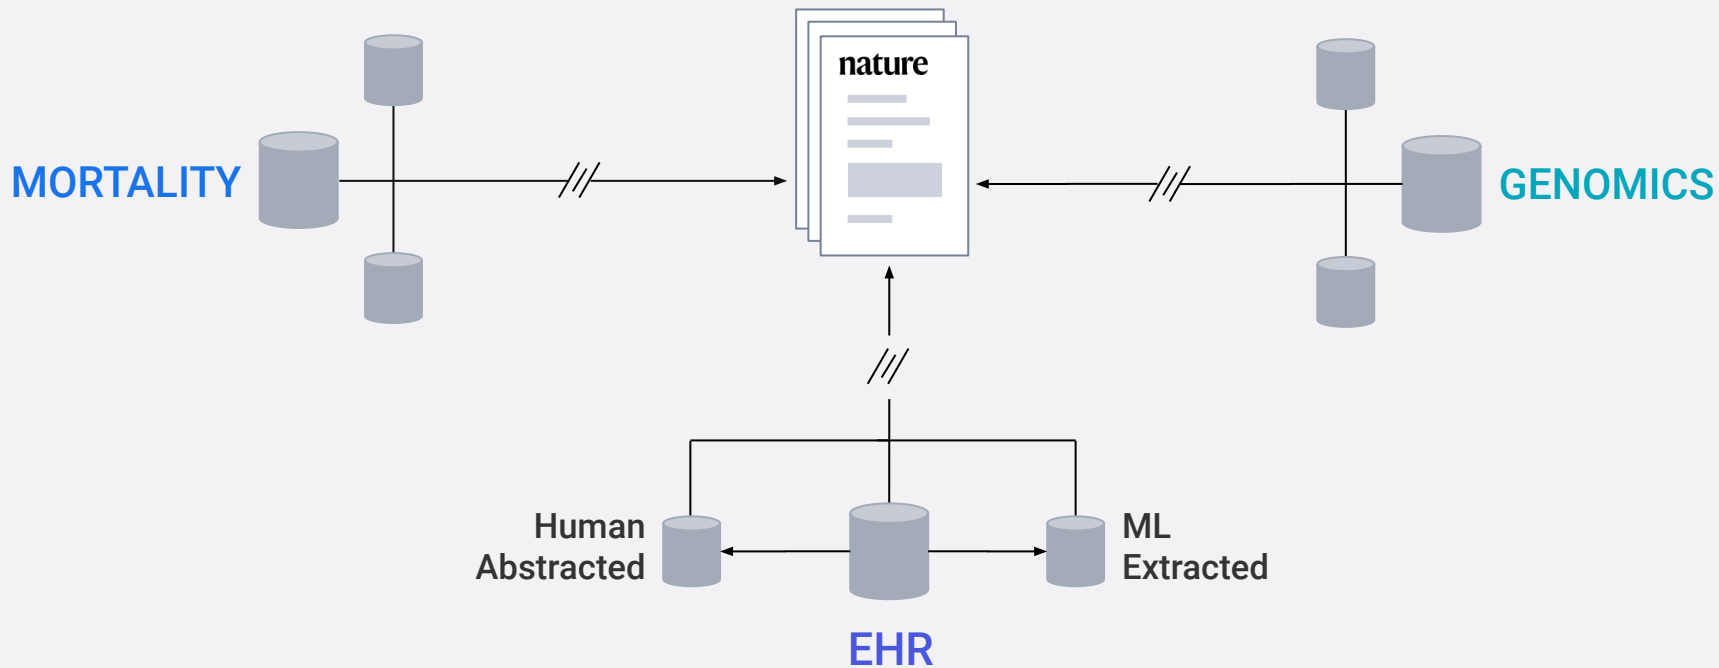 nature
MORTALITY
GENOMICS
Human
Abstracted
ML
Extracted
EHR